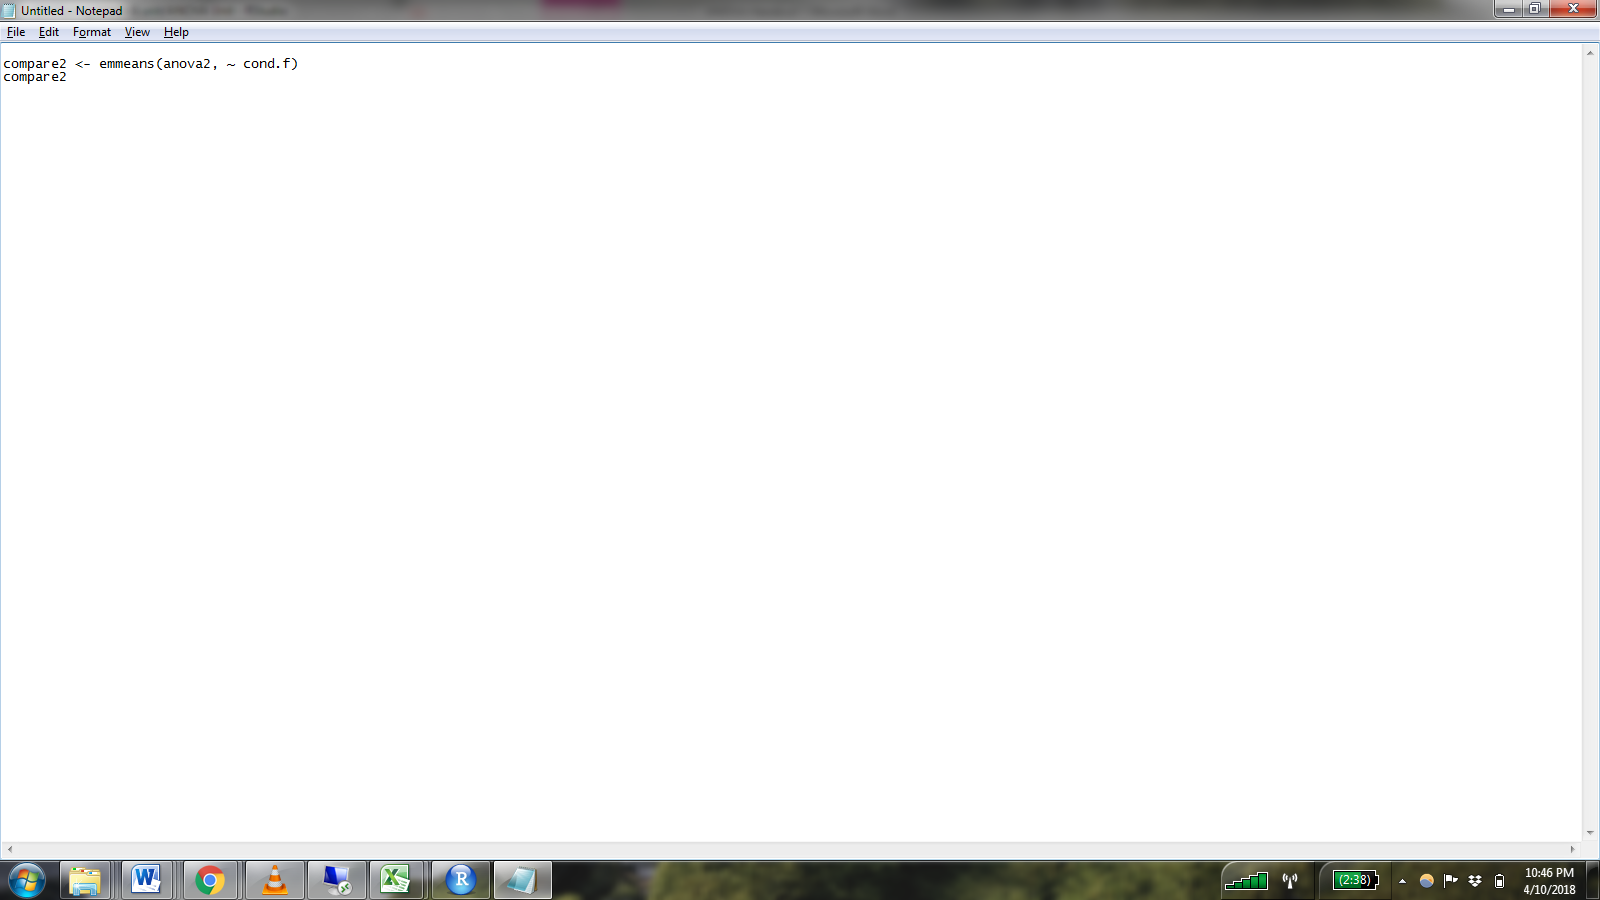 Untitled - Notepad
File Edit Format View Help
compare2 <- emmeans(anova2, ~ cond.f)
compare2
(2:38)
10:46 PM
4/10/2018